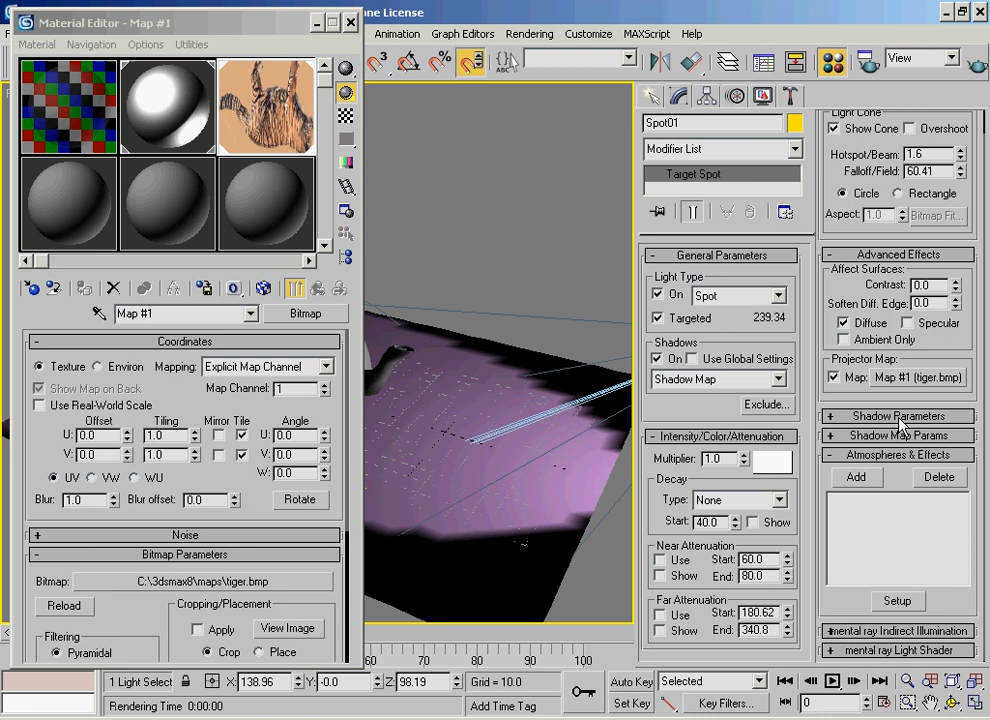 Material Editor - Map #1
one License
Material Navigation Options Utilities
Animation Graph Editors Rendering Customize MAXScript Help
View
Map #1
Bitmap
Coordinates
Texture Environ Mapping: Explicit Map Channel
Show Map on Back Map Channel: 1
Use Real-World Scale
Offset Tiling Mirror Tile Angle
U: 0.0 1.0 U: 0.0
V: 0.0 1.0 V: 0.0
W: 0.0
UV VW WU
Blur: 1.0 Blur offset: 0.0 Rotate
Noise
Bitmap Parameters
Bitmap: C:\3dsmax8\maps\tiger.bmp
Reload
Cropping/Placement
Apply View Image
Filtering
Pyramidal
Crop Place
Spot01
Modifier List
Target Spot
General Parameters
Light Type
On Spot
Targeted 239.34
Shadows
On Use Global Settings
Shadow Map
Exclude...
Intensity/Color/Attenuation
Multiplier: 1.0
Decay
Type: None
Start: 40.0 Show
Near Attenuation
Use Start: 60.0
Show End: 80.0
Far Attenuation
Use Start: 180.62
Show End: 340.8
Light Cone
Show Cone Overshoot
Hotspot/Beam: 1.6
Falloff/Field: 60.41
Circle Rectangle
Aspect: 1.0 Bitmap Fit...
Advanced Effects
Affect Surfaces:
Contrast: 0.0
Soften Diff. Edge: 0.0
Diffuse Specular
Ambient Only
Projector Map:
Map: Map #1 (tiger.bmp)
Shadow Parameters
Shadow Map Params
Atmospheres & Effects
Add Delete
Setup
mental ray Indirect Illumination
mental ray Light Shader
60 70 80 90 100
1 Light Select X: 138.96 Y: -0.0 Z: 98.19 Grid = 10.0
Rendering Time 0:00:00 Add Time Tag
Auto Key Selected
Set Key Key Filters... 0